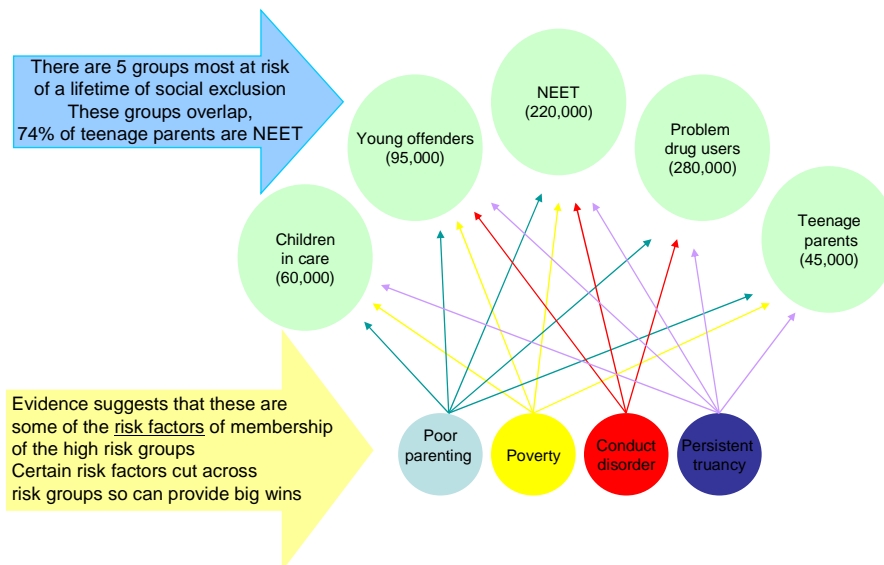 There are 5 groups most at risk
of a lifetime of social exclusion
These groups overlap,
74% of teenage parents are NEET
NEET
(220,000)
Young offenders
(95,000)
Problem
drug users
(280,000)
Children
in care
(60,000)
Teenage
parents
(45,000)
Evidence suggests that these are
some of the risk factors of membership
of the high risk groups
Certain risk factors cut across
risk groups so can provide big wins
Poor
parenting
Poverty
Conduct
disorder
Persistent
truancy